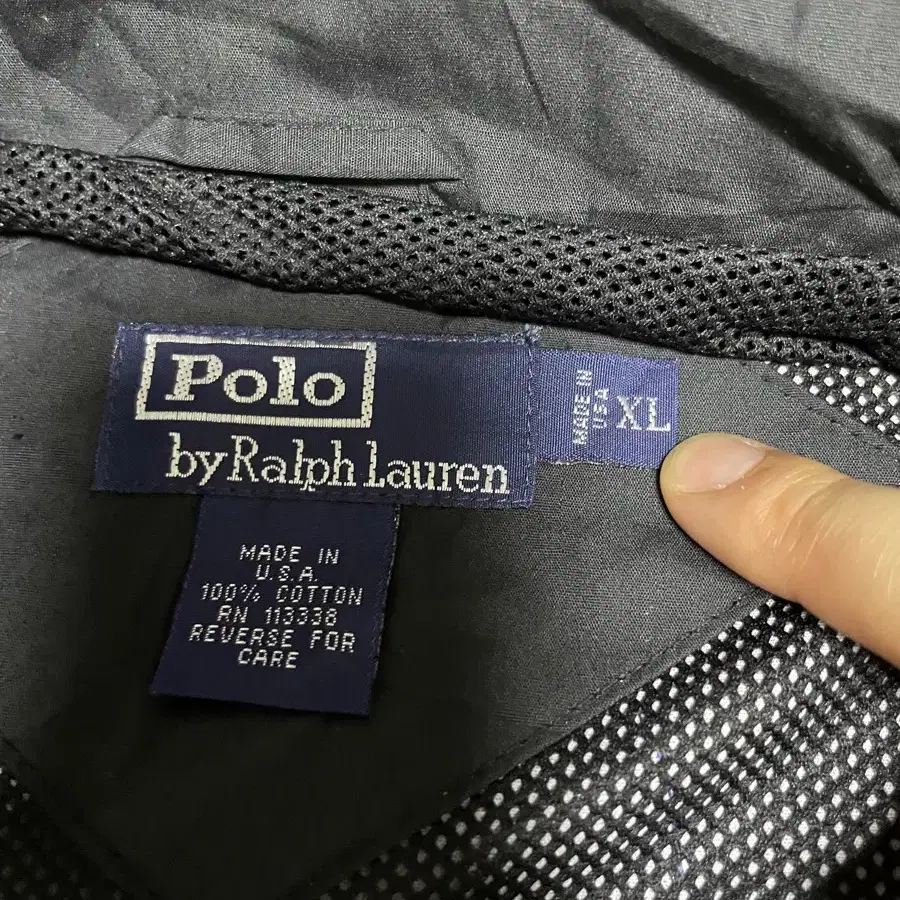 Polo
by Ralph Lauren
MADE IN
USA
XL
MADE IN
U.S.A.
100% COTTON
RN 113338
REVERSE FOR
CARE